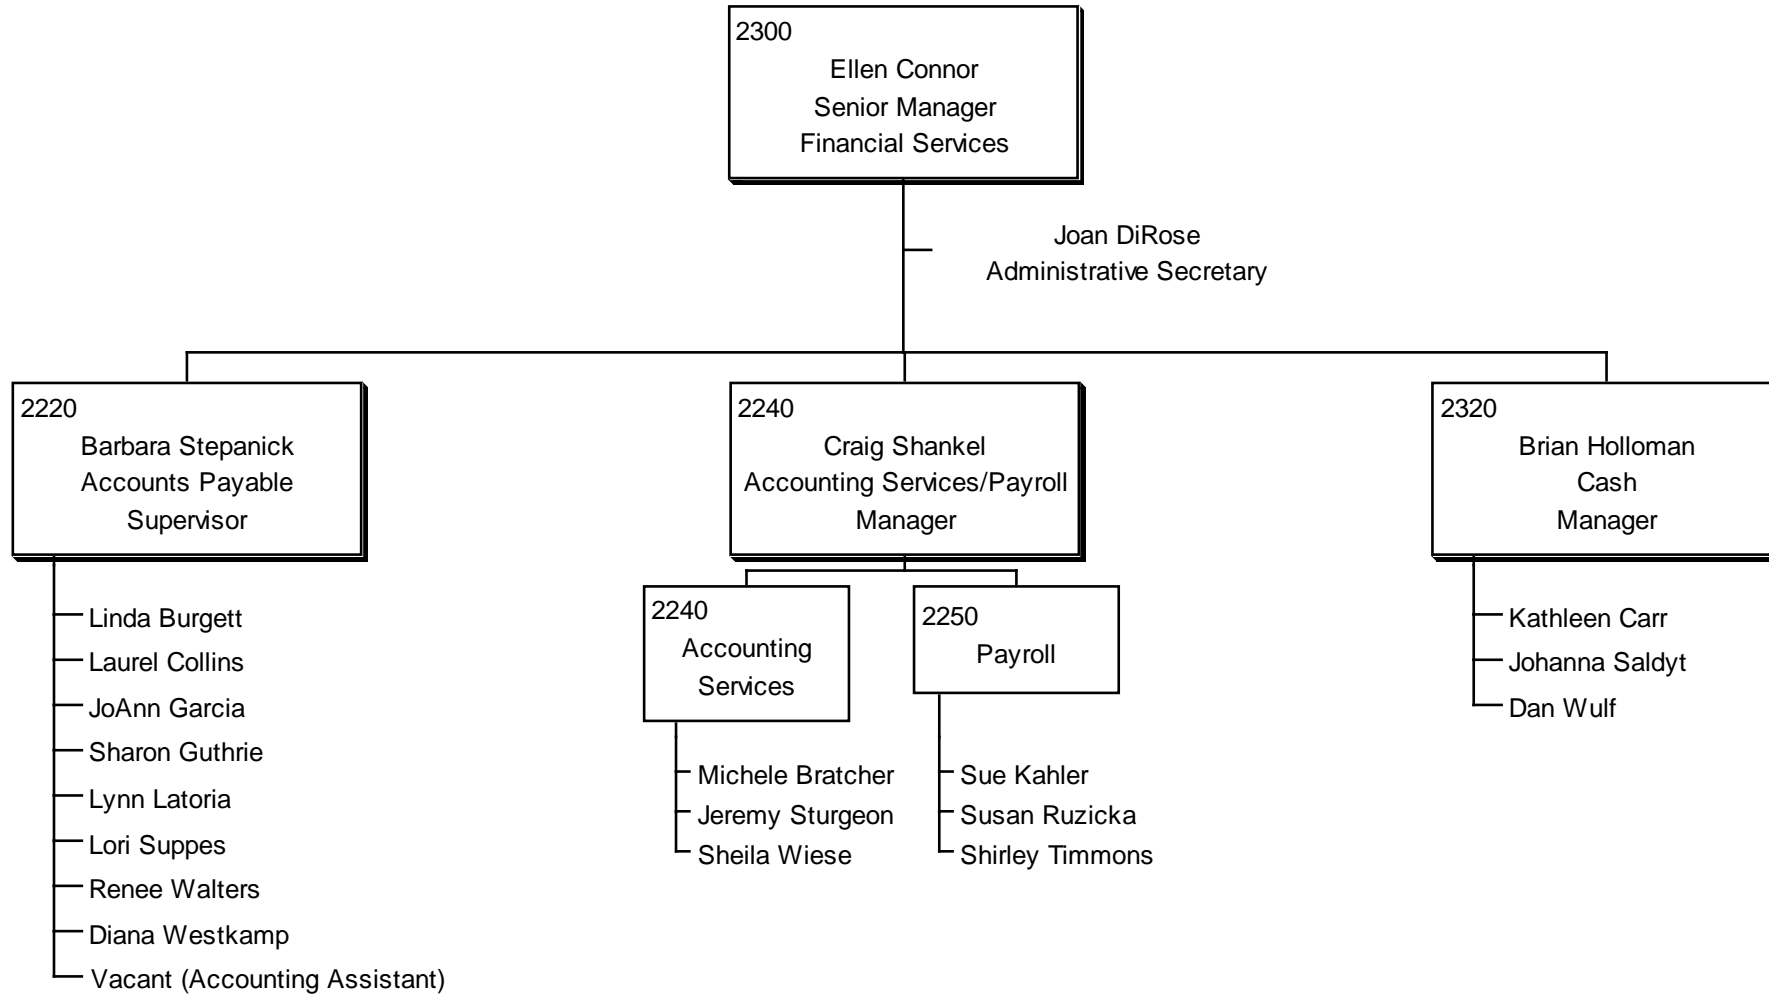 2300
Ellen Connor
Senior Manager
Financial Services
Joan DiRose
Administrative Secretary
2220
Barbara Stepanick
Accounts Payable
Supervisor
Linda Burgett
Laurel Collins
JoAnn Garcia
Sharon Guthrie
Lynn Latoria
Lori Suppes
Renee Walters
Diana Westkamp
Vacant (Accounting Assistant)
2240
Craig Shankel
Accounting Services/Payroll
Manager
2240
Accounting
Services
Michele Bratcher
Jeremy Sturgeon
Sheila Wiese
2250
Payroll
Sue Kahler
Susan Ruzicka
Shirley Timmons
2320
Brian Holloman
Cash
Manager
Kathleen Carr
Johanna Saldyt
Dan Wulf